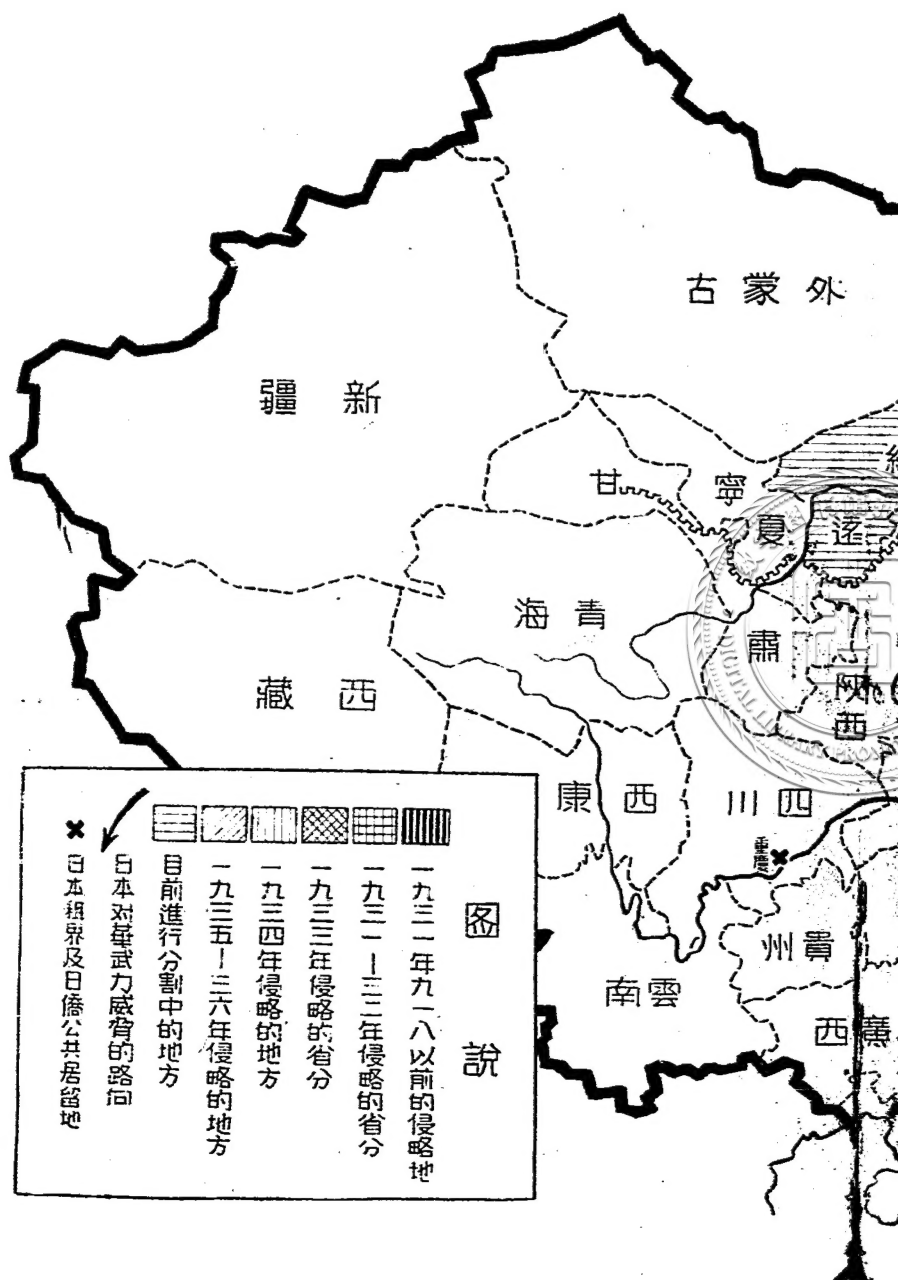 外蒙古
新疆
甘
肅
寧
夏
綏
遠
青海
陝
西
西藏
西康
四川
重慶
貴州
雲南
廣西
DIGITAL LIBRARY
圖說
一九三一年九一八以前的侵略地
一九三一—三二年侵略的省分
一九三三年侵略的省分
一九三四年侵略的地方
一九三五—三六年侵略的地方
目前進行分割中的地方
日本对華武力威脅的路向
日本租界及日僑公共居留地